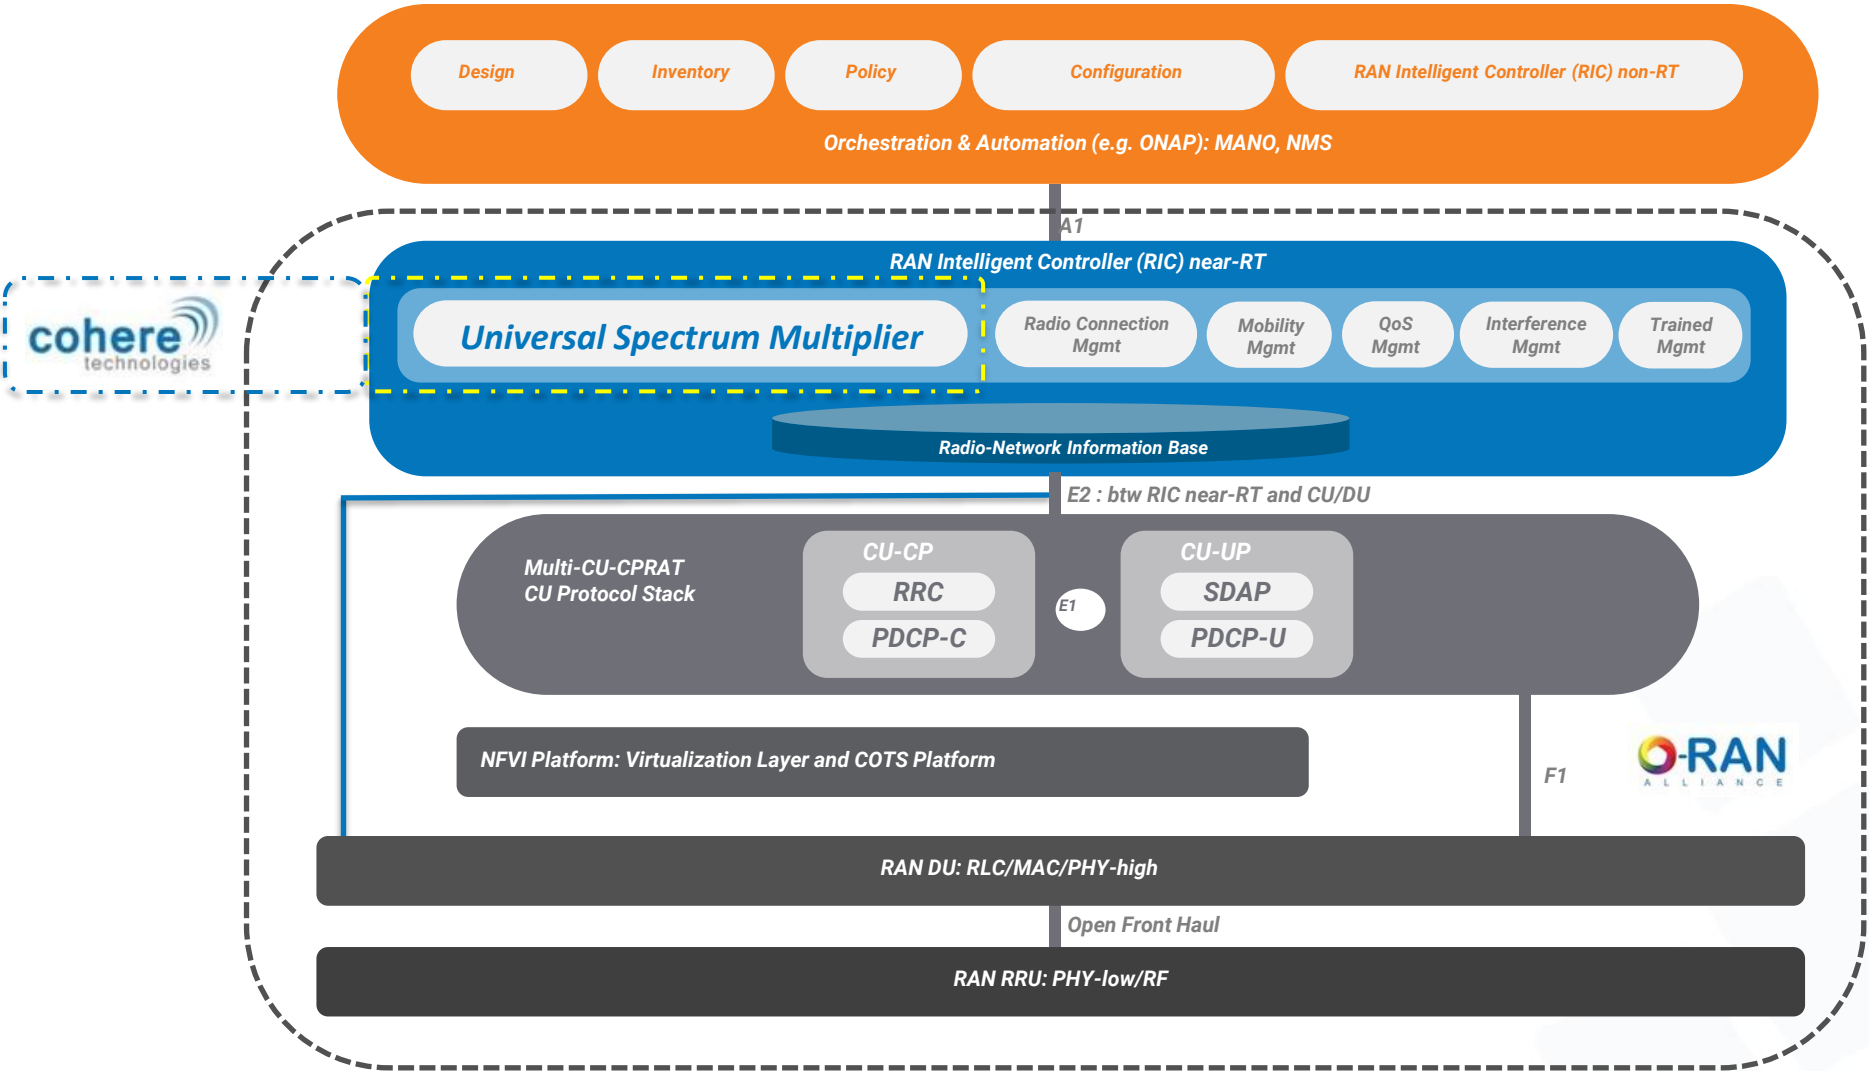 Design
Inventory
Policy
Configuration
RAN Intelligent Controller (RIC) non-RT
Orchestration & Automation (e.g. ONAP): MANO, NMS
A1
RAN Intelligent Controller (RIC) near-RT
cohere
technologies
Universal Spectrum Multiplier
Radio Connection
Mgmt
Mobility
Mgmt
QoS
Mgmt
Interference
Mgmt
Trained
Mgmt
Radio-Network Information Base
E2 : btw RIC near-RT and CU/DU
Multi-CU-CPRAT
CU Protocol Stack
CU-CP
RRC
PDCP-C
E1
CU-UP
SDAP
PDCP-U
NFVI Platform: Virtualization Layer and COTS Platform
F1
O-RAN
ALLIANCE
RAN DU: RLC/MAC/PHY-high
Open Front Haul
RAN RRU: PHY-low/RF